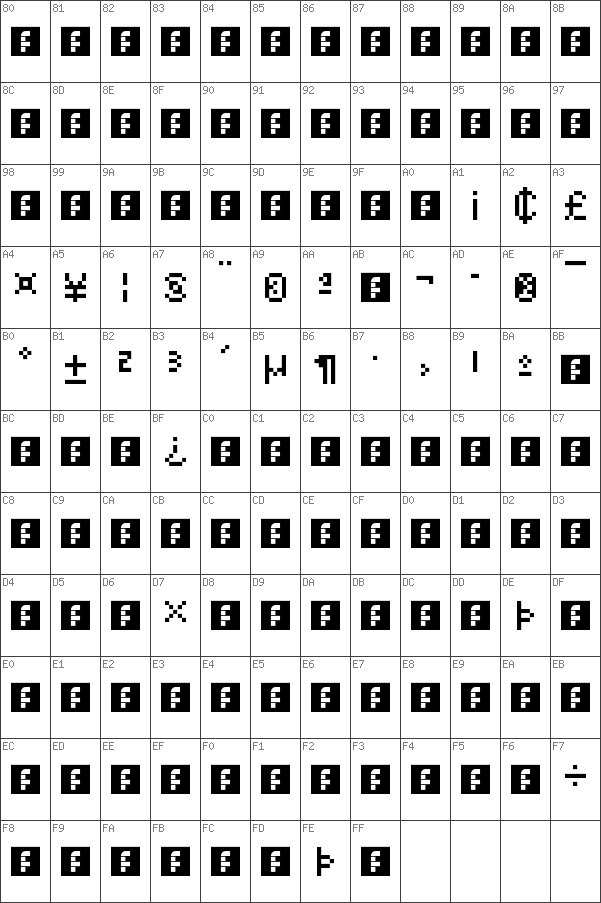 80 81 82 83 84 85 86 87 88 89 8A 8B
8C 8D 8E 8F 90 91 92 93 94 95 96 97
98 99 9A 9B 9C 9D 9E 9F A0 A1 A2 A3
¡ ¢ £
A4 A5 A6 A7 A8 A9 AA AB AC AD AE AF
¤ ¥ ¦ § ¨ © ª ¬ - ® ¯
B0 B1 B2 B3 B4 B5 B6 B7 B8 B9 BA BB
° ± 2 3 ´ µ ¶ · › ı º
BC BD BE BF C0 C1 C2 C3 C4 C5 C6 C7
¿
C8 C9 CA CB CC CD CE CF D0 D1 D2 D3
D4 D5 D6 D7 D8 D9 DA DB DC DD DE DF
× Þ
E0 E1 E2 E3 E4 E5 E6 E7 E8 E9 EA EB
EC ED EE EF F0 F1 F2 F3 F4 F5 F6 F7
÷
F8 F9 FA FB FC FD FE FF
Þ